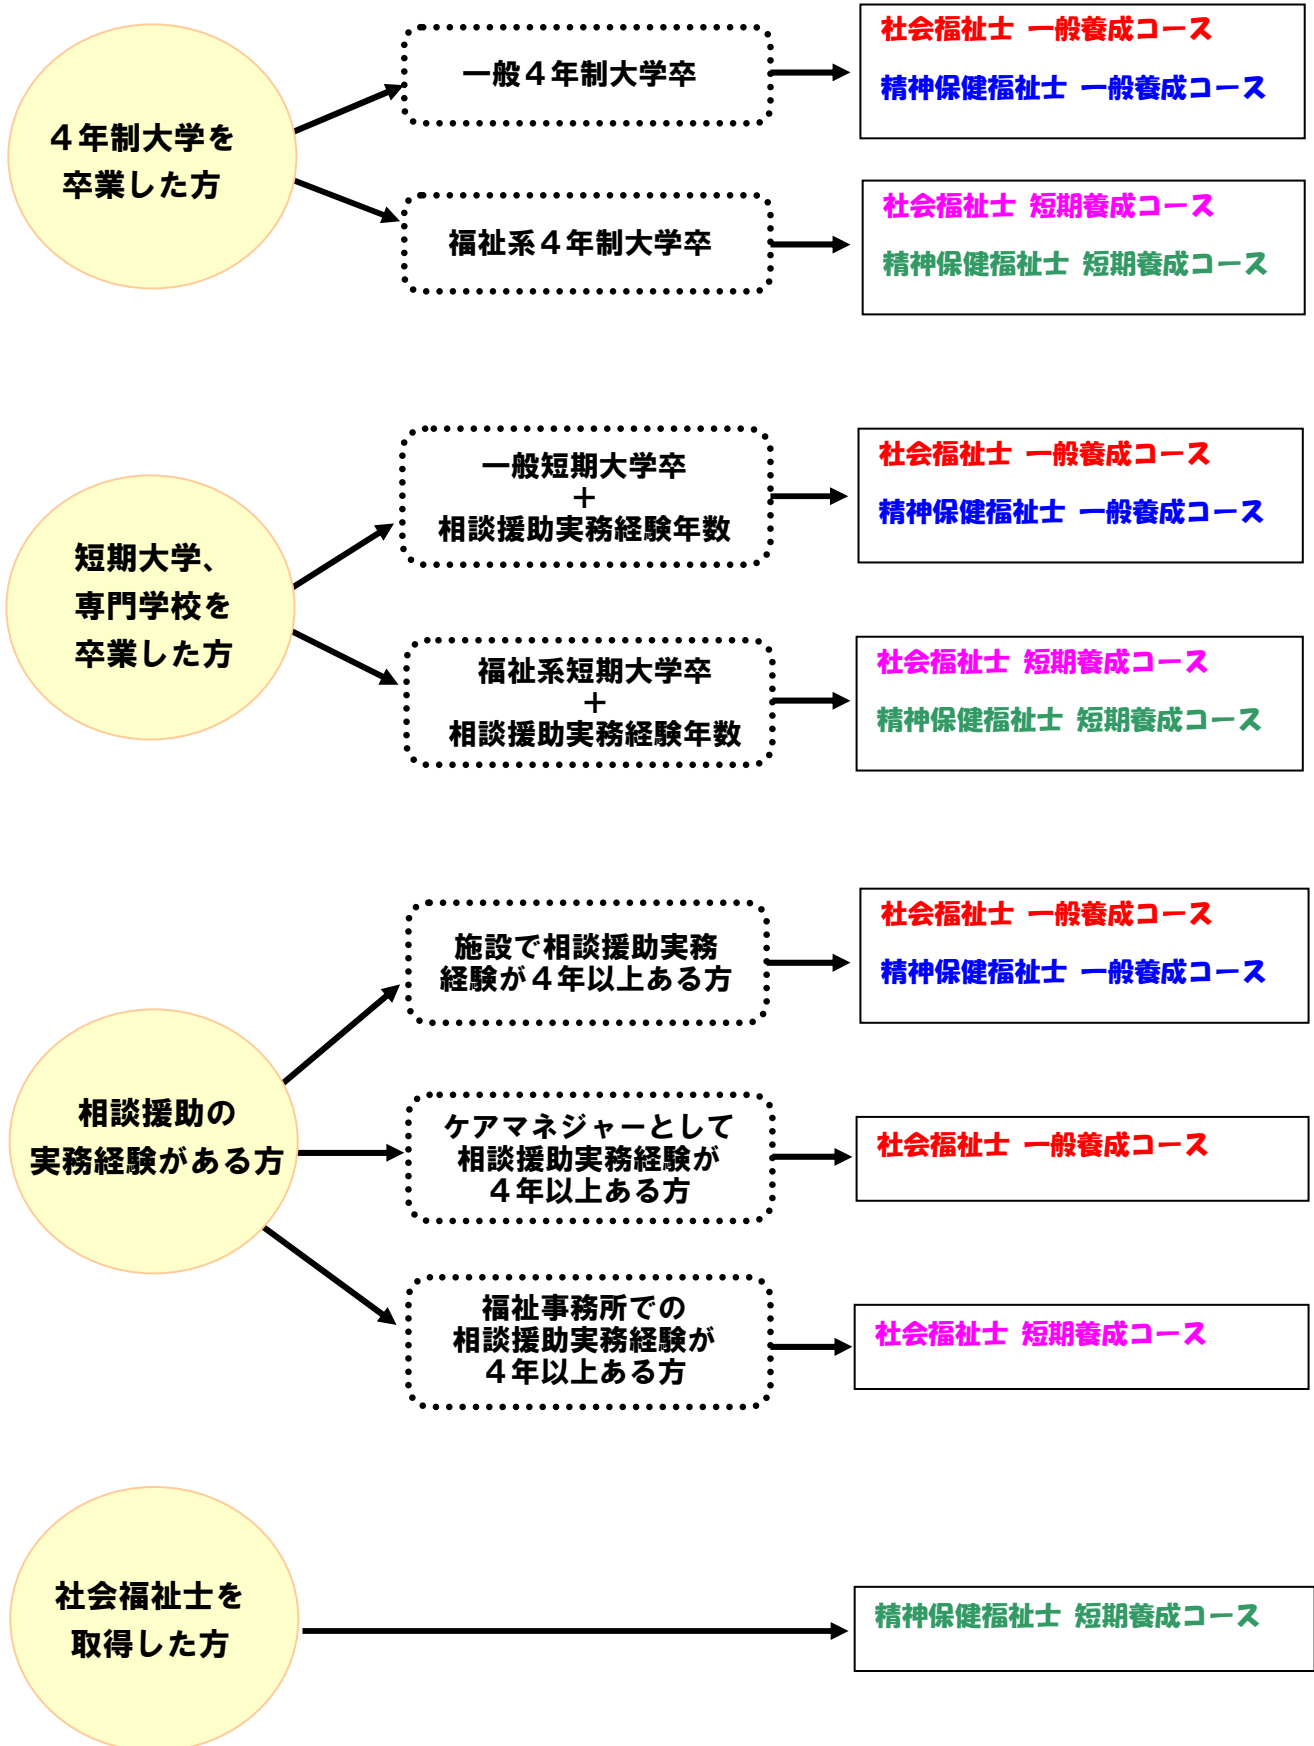 ４年制大学を
卒業した方
一般４年制大学卒
社会福祉士 一般養成コース
精神保健福祉士 一般養成コース
福祉系４年制大学卒
社会福祉士 短期養成コース
精神保健福祉士 短期養成コース
短期大学、
専門学校を
卒業した方
一般短期大学卒
＋
相談援助実務経験年数
社会福祉士 一般養成コース
精神保健福祉士 一般養成コース
福祉系短期大学卒
＋
相談援助実務経験年数
社会福祉士 短期養成コース
精神保健福祉士 短期養成コース
相談援助の
実務経験がある方
施設で相談援助実務
経験が４年以上ある方
社会福祉士 一般養成コース
精神保健福祉士 一般養成コース
ケアマネジャーとして
相談援助実務経験が
４年以上ある方
社会福祉士 一般養成コース
福祉事務所での
相談援助実務経験が
４年以上ある方
社会福祉士 短期養成コース
社会福祉士を
取得した方
精神保健福祉士 短期養成コース